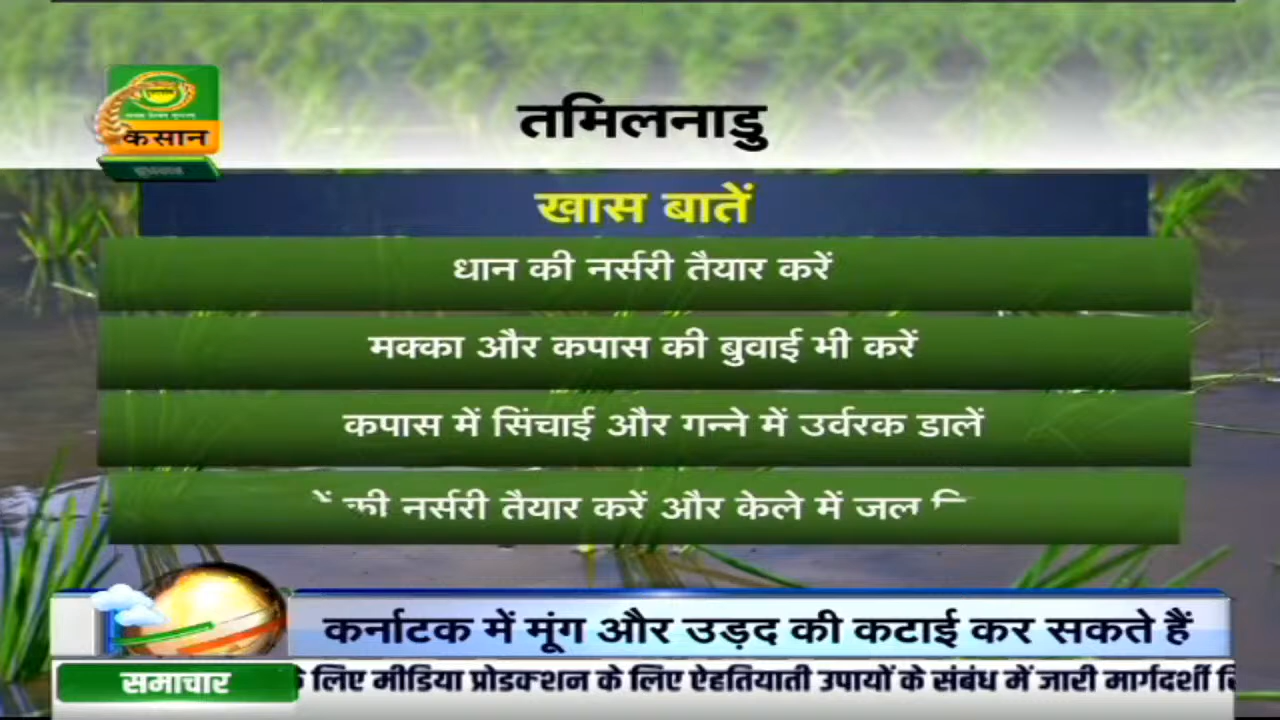 किसान
तमिलनाडु
खास बातें
धान की नर्सरी तैयार करें
मक्का और कपास की बुवाई भी करें
कपास में सिंचाई और गन्ने में उर्वरक डालें
की नर्सरी तैयार करें और केले में जल
कर्नाटक में मूंग और उड़द की कटाई कर सकते हैं
समाचार
के लिए मीडिया प्रोडक्शन के लिए ऐहतियाती उपायों के संबंध में जारी मार्गदर्शी